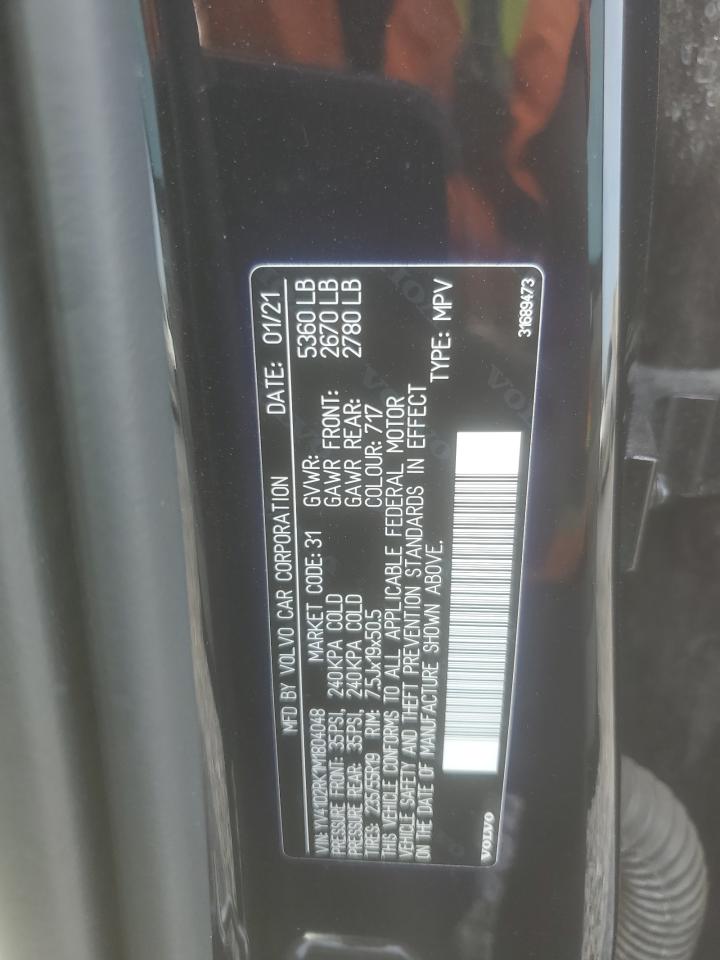 MFD BY VOLVO CAR CORPORATION DATE: 01/21
VIN: YV4102RK1M1804048 MARKET CODE: 31 GVWR: 5360 LB
PRESSURE FRONT: 35PSI, 240KPA COLD GAWR FRONT: 2670 LB
PRESSURE REAR: 35PSI, 240KPA COLD GAWR REAR: 2780 LB
TIRES: 235/55R19 RIM: 7.5Jx19x50.5 COLOUR: 717
THIS VEHICLE CONFORMS TO ALL APPLICABLE FEDERAL MOTOR
VEHICLE SAFETY AND THEFT PREVENTION STANDARDS IN EFFECT
ON THE DATE OF MANUFACTURE SHOWN ABOVE. TYPE: MPV
VOLVO 31689473